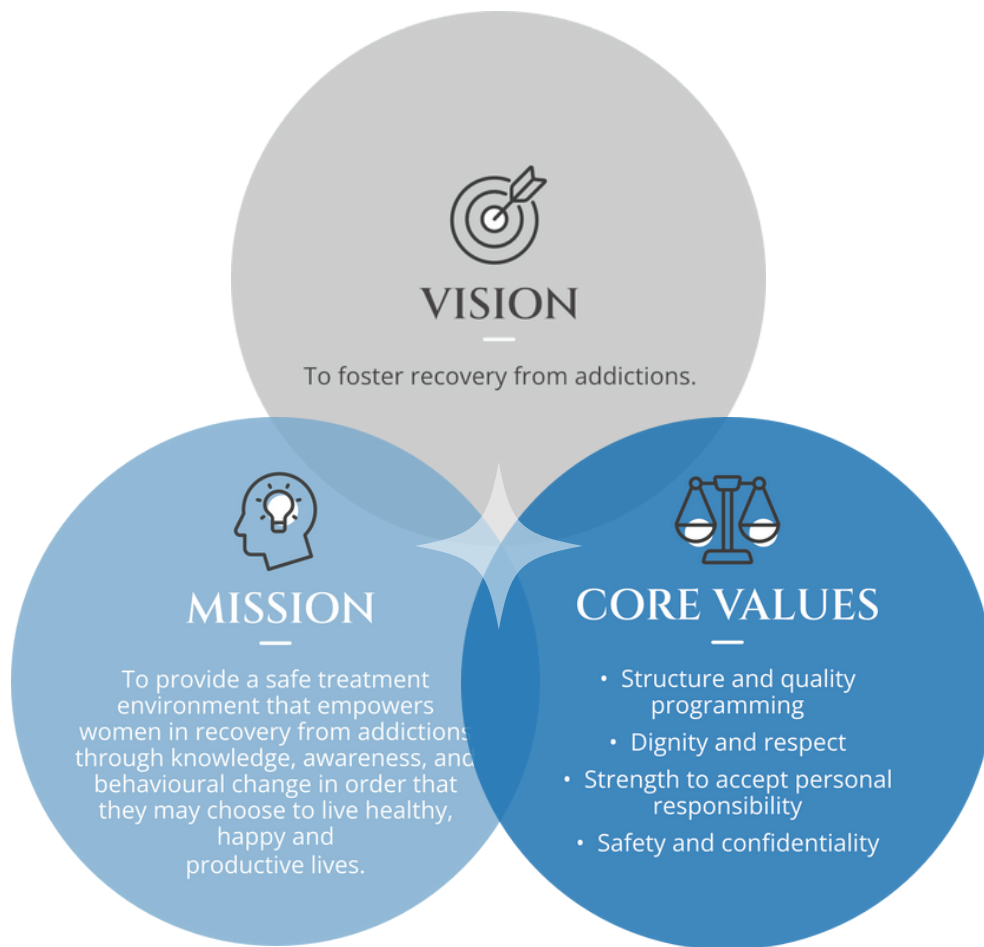 VISION
To foster recovery from addictions.
MISSION
To provide a safe treatment
environment that empowers
women in recovery from addictions
through knowledge, awareness, and
behavioural change in order that
they may choose to live healthy,
happy and
productive lives.
CORE VALUES
• Structure and quality
programming
• Dignity and respect
• Strength to accept personal
responsibility
• Safety and confidentiality